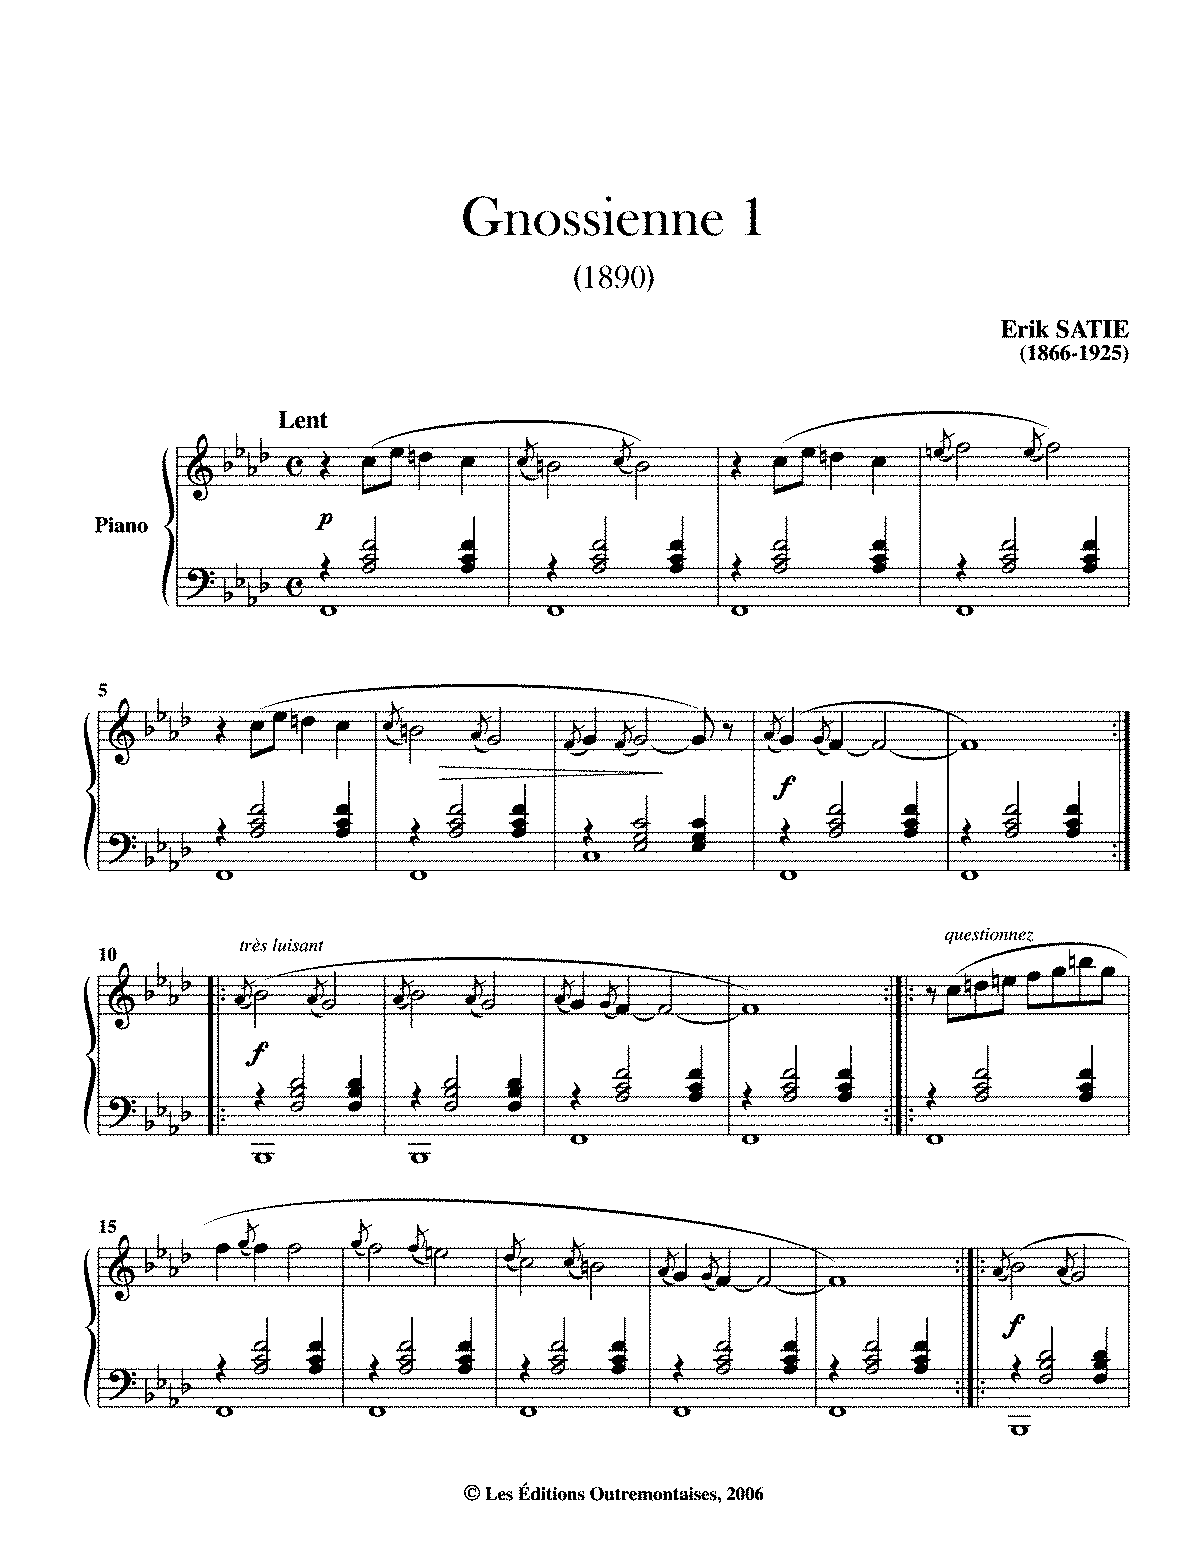 Gnossienne 1
(1890)
Erik SATIE
(1866-1925)
Lent
Piano
p
5
f
10
très luisant
questionnez
f
15
f
© Les Éditions Outremontaises, 2006